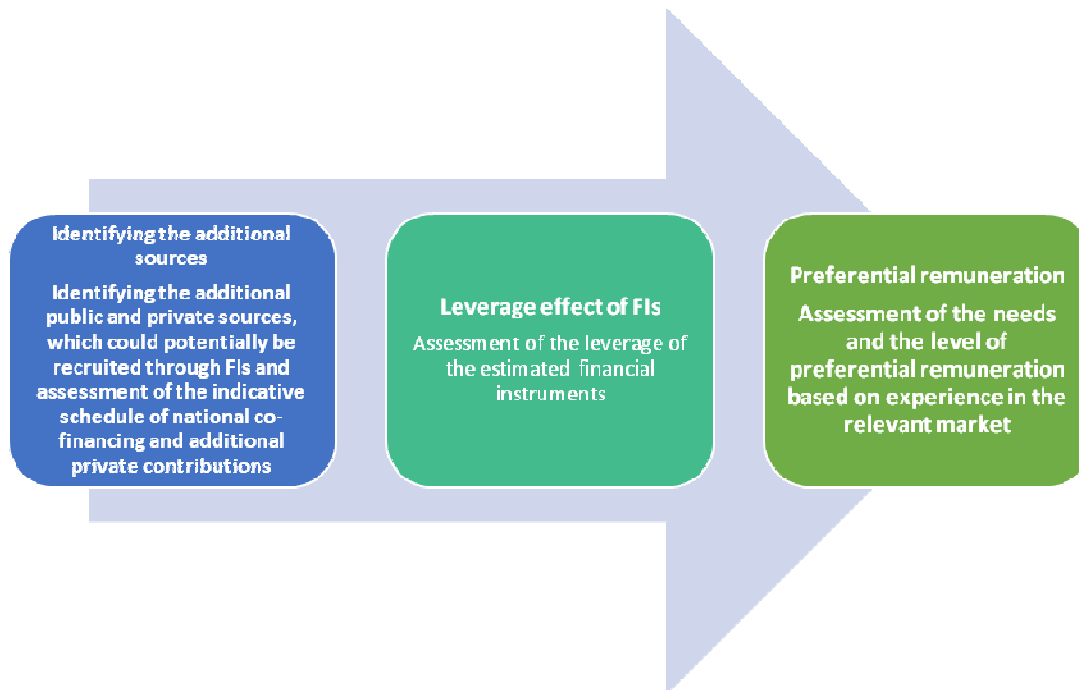 Identifying the additional
sources
Identifying the additional
public and private sources,
which could potentially be
recruited through FIs and
assessment of the indicative
schedule of national co-
financing and additional
private contributions
Leverage effect of FIs
Assessment of the leverage of
the estimated financial
instruments
Preferential remuneration
Assessment of the needs
and the level of
preferential remuneration
based on experience in the
relevant market